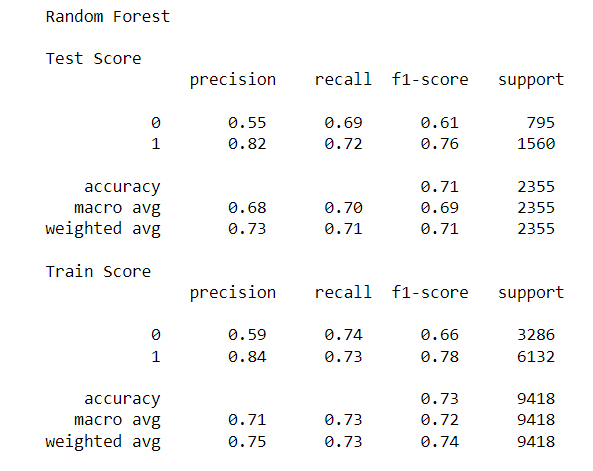 Random Forest
Test Score
precision recall f1-score support
0 0.55 0.69 0.61 795
1 0.82 0.72 0.76 1560
accuracy 0.71 2355
macro avg 0.68 0.70 0.69 2355
weighted avg 0.73 0.71 0.71 2355
Train Score
precision recall f1-score support
0 0.59 0.74 0.66 3286
1 0.84 0.73 0.78 6132
accuracy 0.73 9418
macro avg 0.71 0.73 0.72 9418
weighted avg 0.75 0.73 0.74 9418